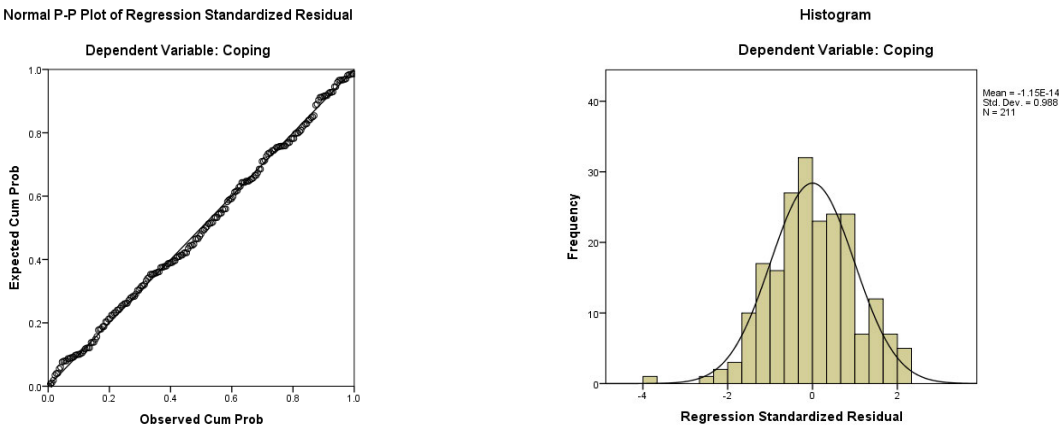 Normal P-P Plot of Regression Standardized Residual
Dependent Variable: Coping
1.0
0.8
0.6
0.4
0.2
0.0
0.0 0.2 0.4 0.6 0.8 1.0
Expected Cum Prob
Observed Cum Prob
Histogram
Dependent Variable: Coping
Mean = -1.15E-14
Std. Dev. = 0.988
N = 211
40
30
20
10
0
-4 -2 0 2 4
Frequency
Regression Standardized Residual